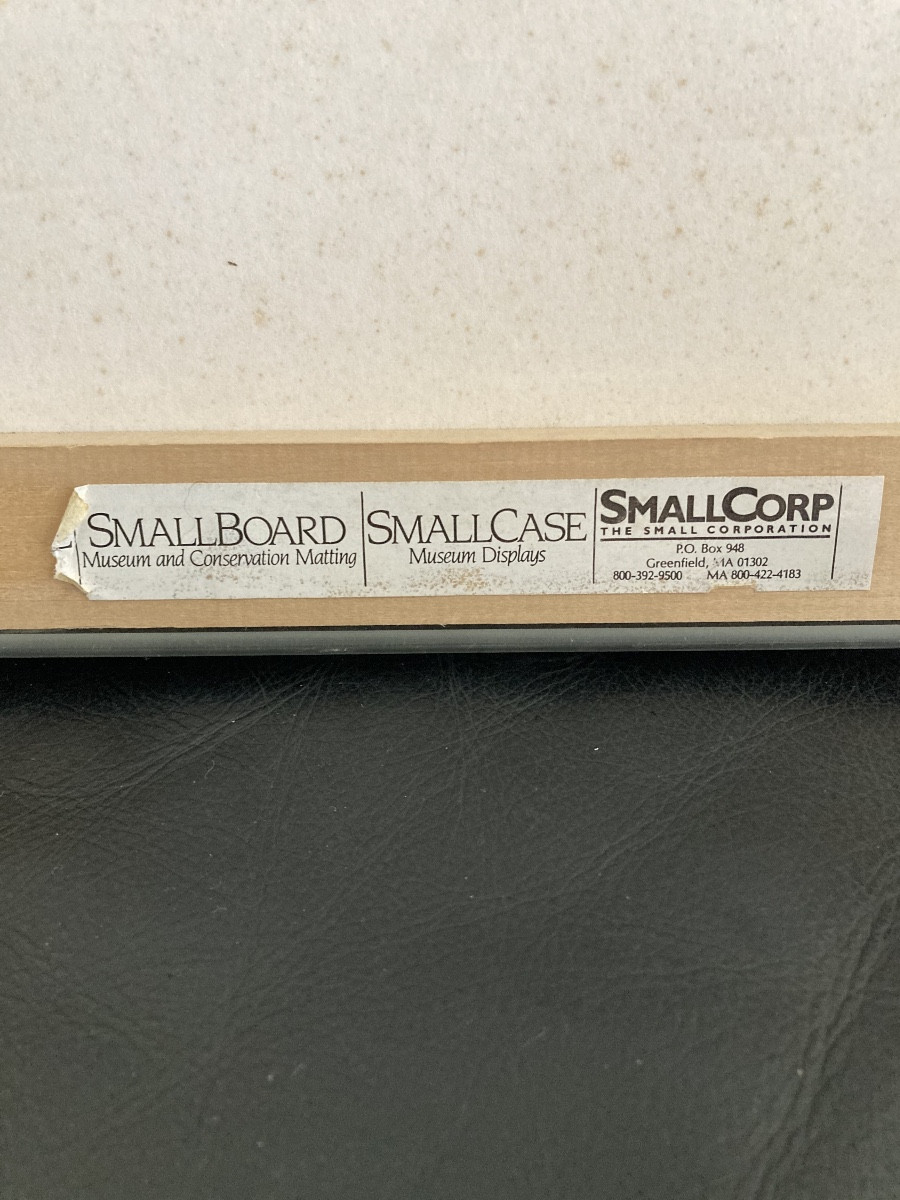 SMALLBOARD
Museum and Conservation Matting
SMALLCASE
Museum Displays
SMALLCORP
THE SMALL CORPORATION
P.O. Box 948
Greenfield, MA 01302
800-392-9500 MA 800-422-4183